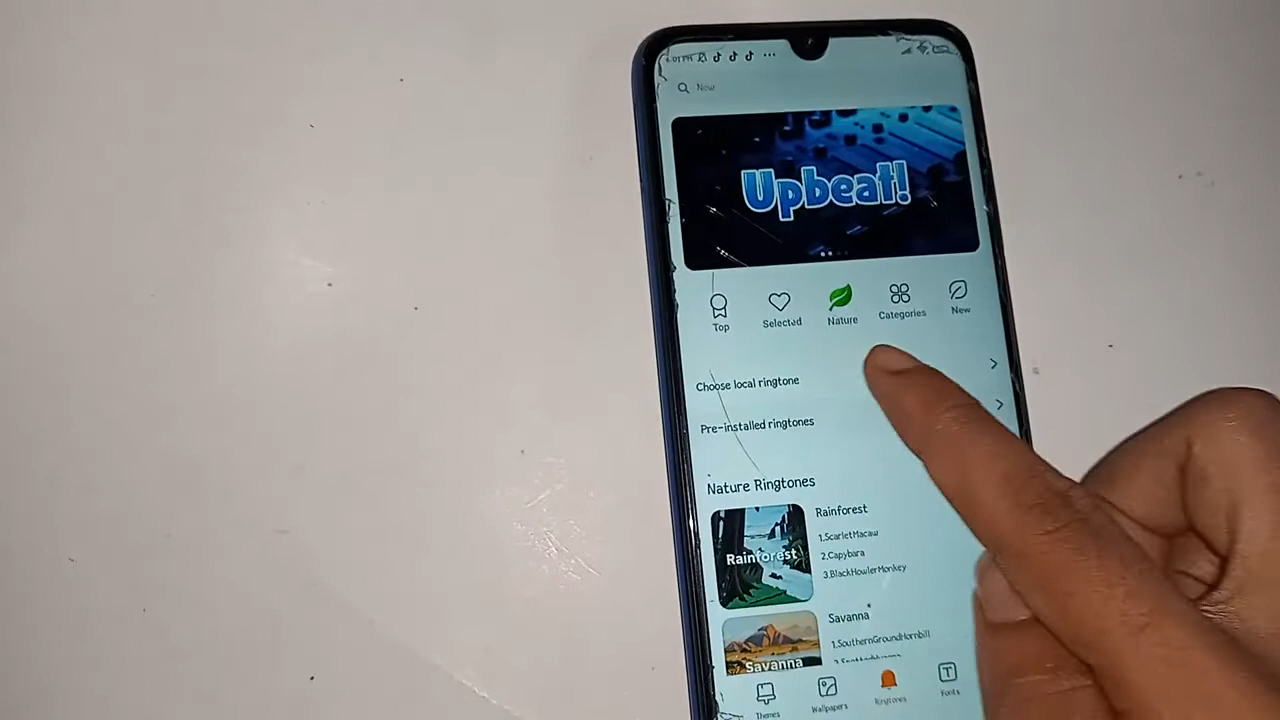 New
Upbeat!
Top
Selected
Nature
Categories
New
Choose local ringtone
Pre-installed ringtones
Nature Ringtones
Rainforest
Rainforest
1.ScarletMacaw
2.Capybara
3.BlackHowlerMonkey
Savanna
Savanna
1.SouthernGroundHornbill
Themes
Wallpapers
Ringtones
Fonts